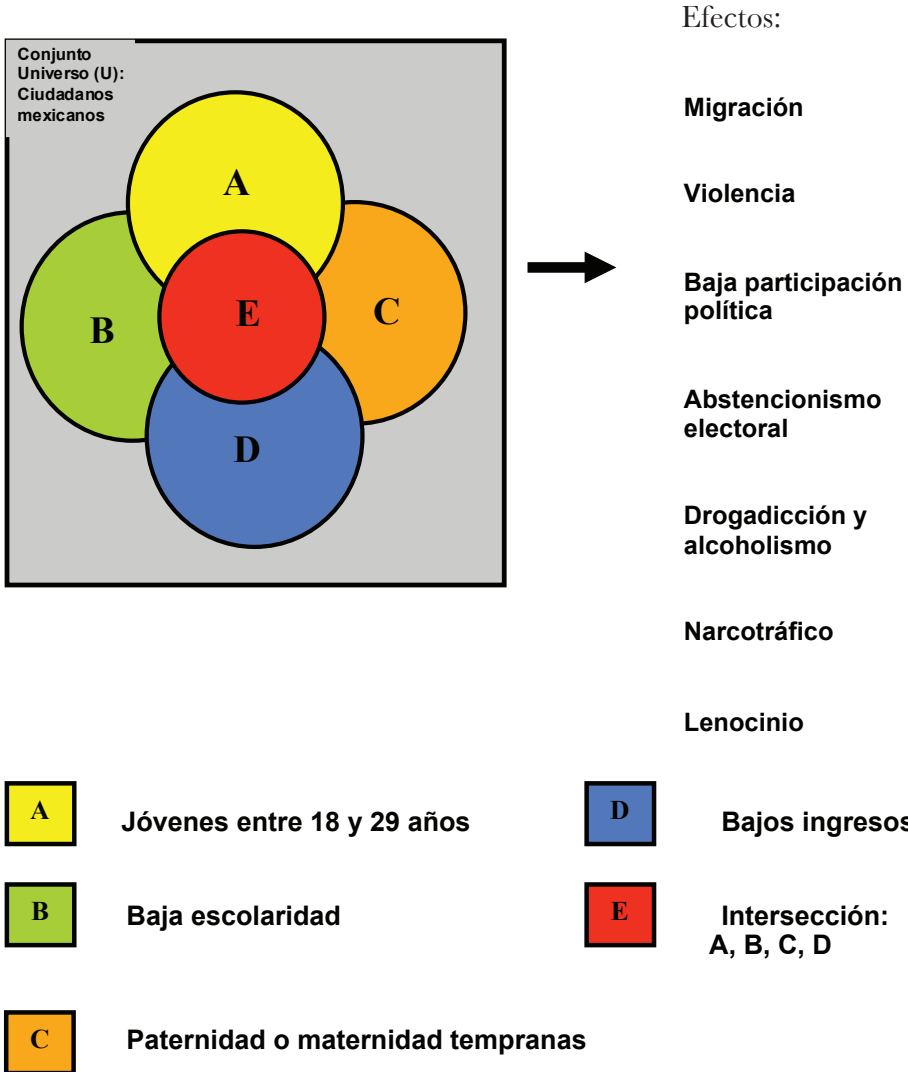 Efectos:
Conjunto
Universo (U):
Ciudadanos
mexicanos
A
B
E
C
D
Migración
Violencia
Baja participación
política
Abstencionismo
electoral
Drogadicción y
alcoholismo
Narcotráfico
Lenocinio
A Jóvenes entre 18 y 29 años
D Bajos ingresos
B Baja escolaridad
E Intersección:
A, B, C, D
C Paternidad o maternidad tempranas